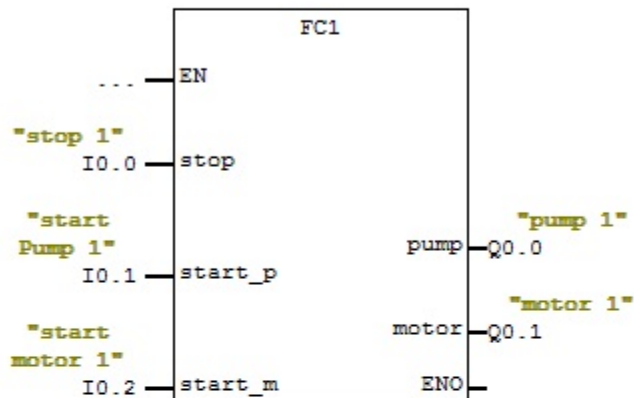 FC1
... EN
"stop 1"
I0.0 stop
"start
Pump 1"
I0.1 start_p
"pump 1"
pump Q0.0
"start
motor 1"
I0.2 start_m
"motor 1"
motor Q0.1
ENO